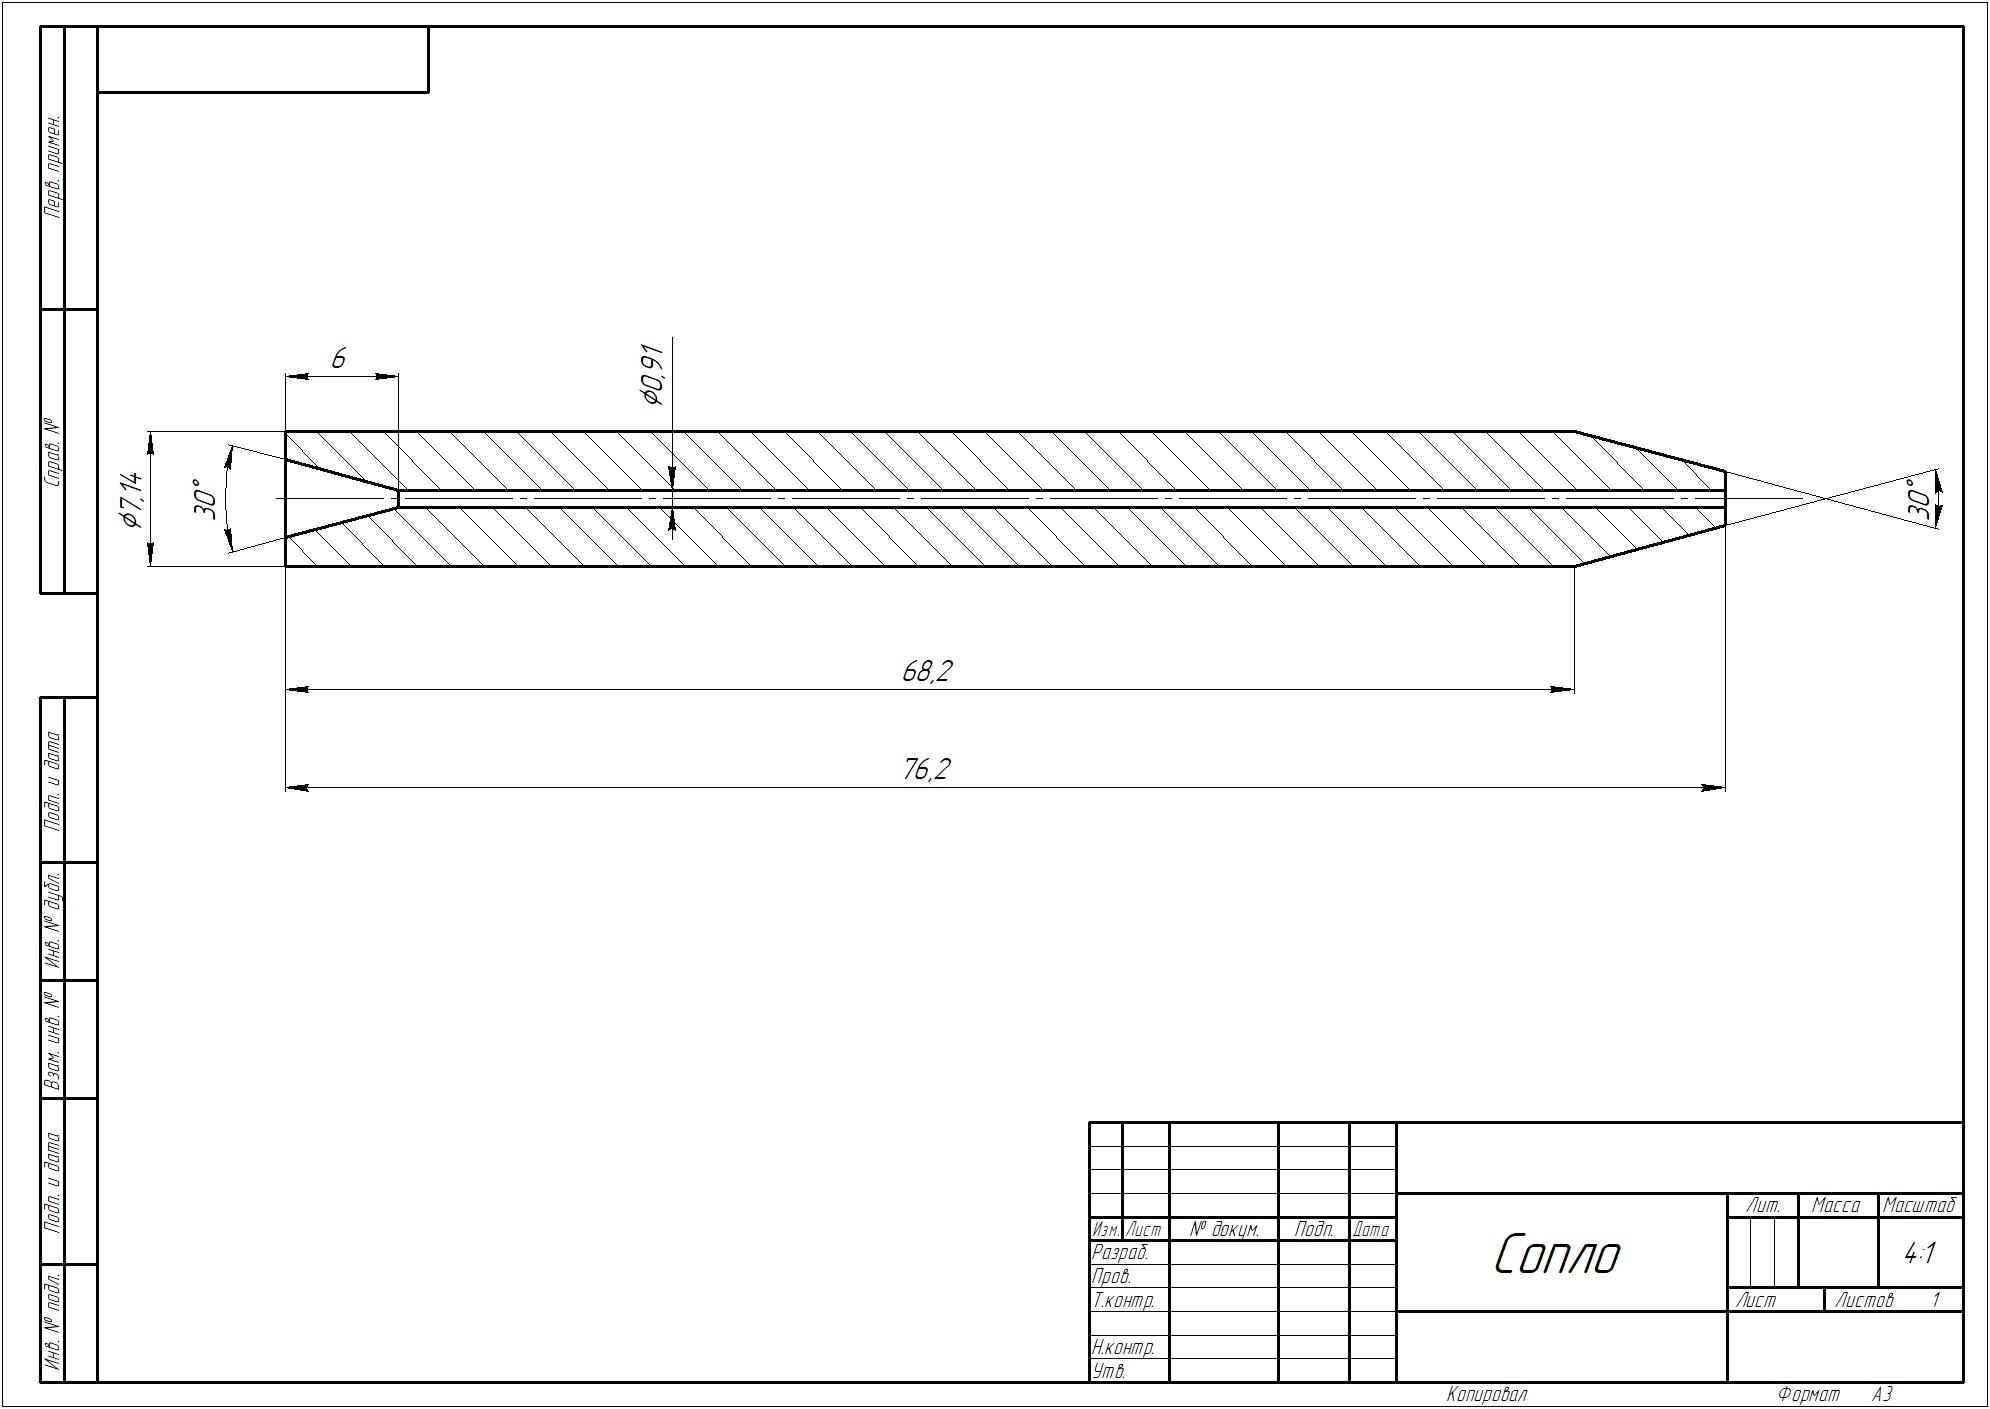 Перв. примен.
Справ. №
Подп. и дата
Инв. № дубл.
Взам. инв. №
Подп. и дата
Инв. № подл.
6
⌀0,91
⌀7,14
30°
30°
68,2
76,2
Изм. Лист № докум. Подп. Дата
Разраб.
Пров.
Т.контр.
Н.контр.
Утв.
Сопло
Лит. Масса Масштаб
4:1
Лист Листов 1
Копировал Формат А3